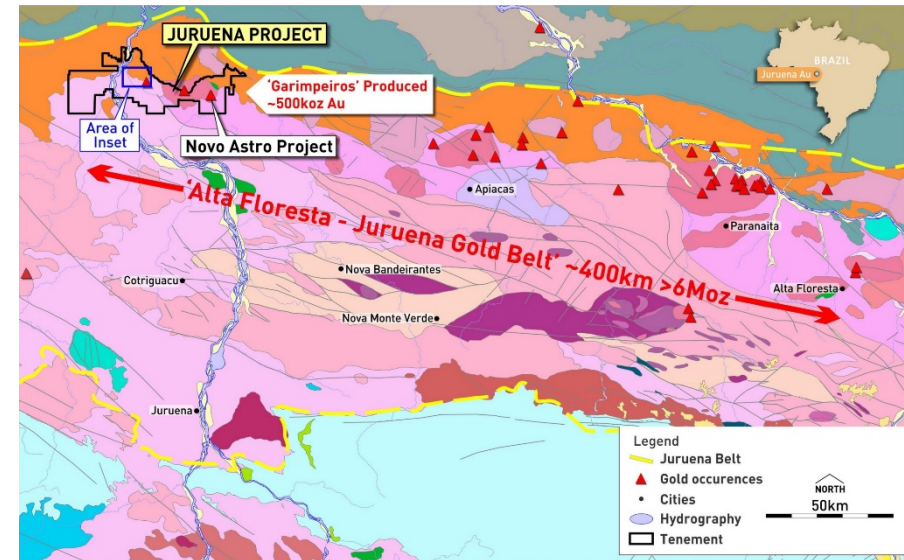 JURUENA PROJECT
BRAZIL
Juruena Au
'Garimpeiros' Produced
~500koz Au
Area of
Inset
Novo Astro Project
Apiacas
'Alta Floresta - Juruena Gold Belt' ~400km >6Moz
Paranaita
Nova Bandeirantes
Cotriguacu
Alta Floresta
Nova Monte Verde
Juruena
Legend
Juruena Belt
Gold occurences
Cities
Hydrography
Tenement
NORTH
50km